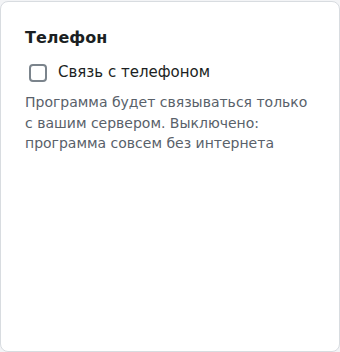 Телефон
Связь с телефоном
Программа будет связываться только
с вашим сервером. Выключено:
программа совсем без интернета